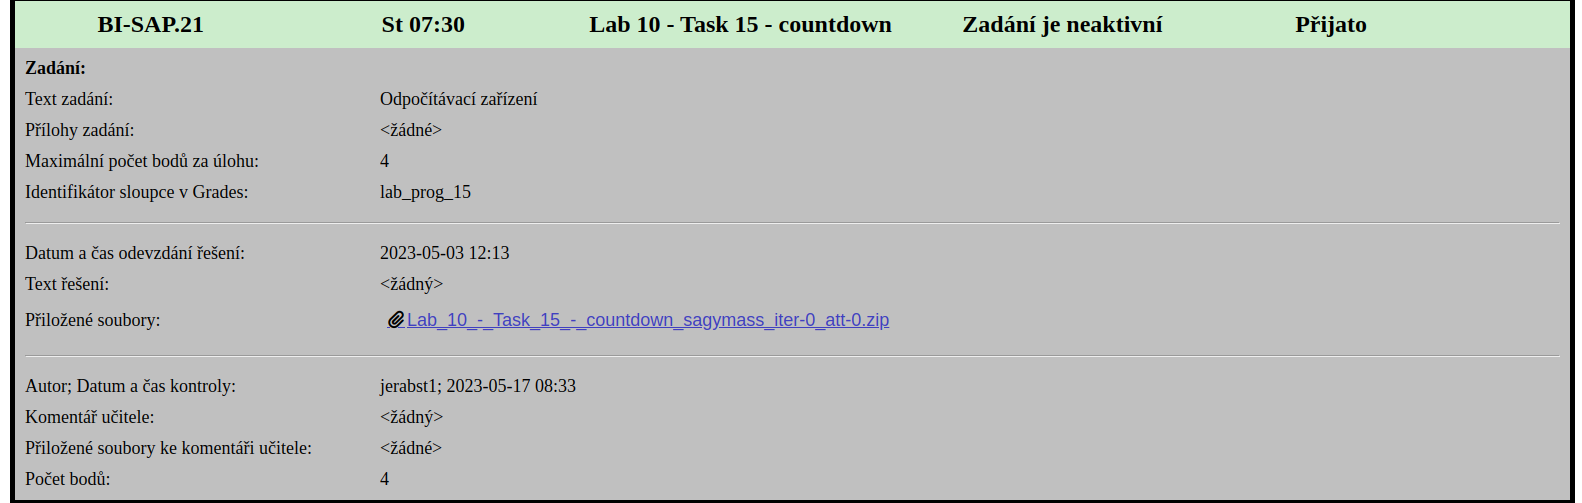 BI-SAP.21 St 07:30 Lab 10 - Task 15 - countdown Zadání je neaktivní Přijato
Zadání:
Text zadání: Odpočítávací zařízení
Přílohy zadání: <žádné>
Maximální počet bodů za úlohu: 4
Identifikátor sloupce v Grades: lab_prog_15
Datum a čas odevzdání řešení: 2023-05-03 12:13
Text řešení: <žádný>
Přiložené soubory: Lab_10_-_Task_15_-_countdown_sagymass_iter-0_att-0.zip
Autor; Datum a čas kontroly: jerabst1; 2023-05-17 08:33
Komentář učitele: <žádný>
Přiložené soubory ke komentáři učitele: <žádné>
Počet bodů: 4